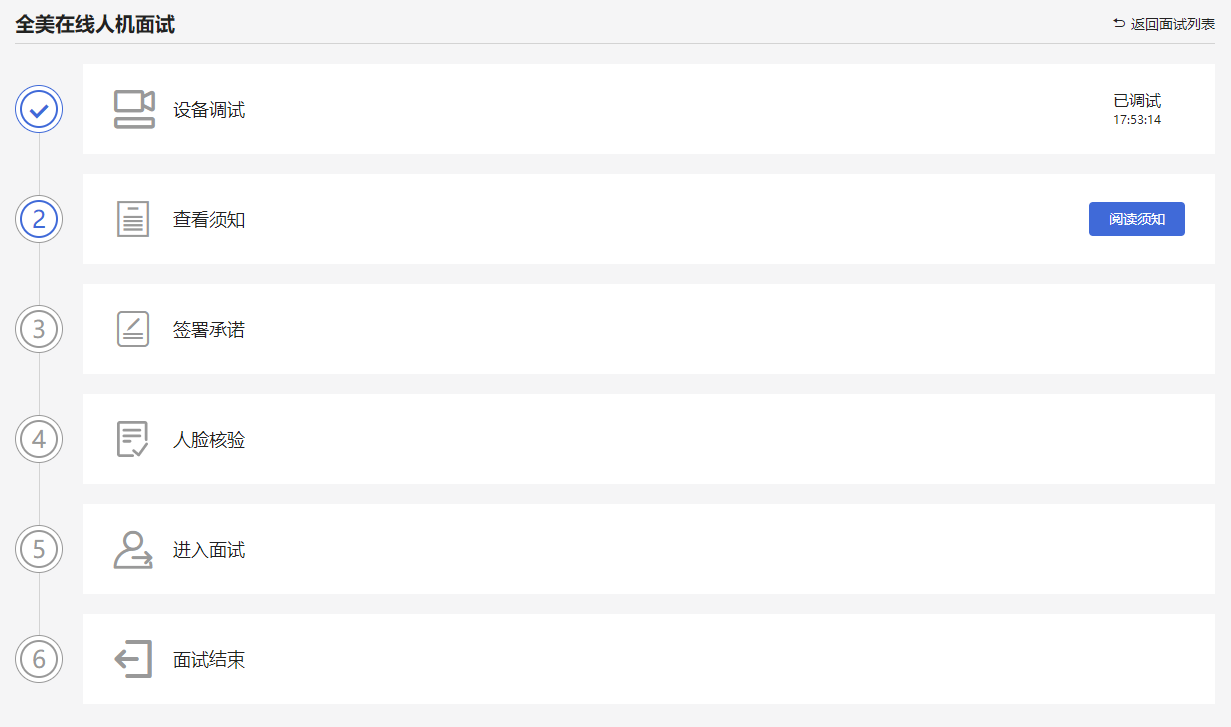 全美在线人机面试
返回面试列表
设备调试
已调试
17:53:14
2
查看须知
阅读须知
3
签署承诺
4
人脸核验
5
进入面试
6
面试结束